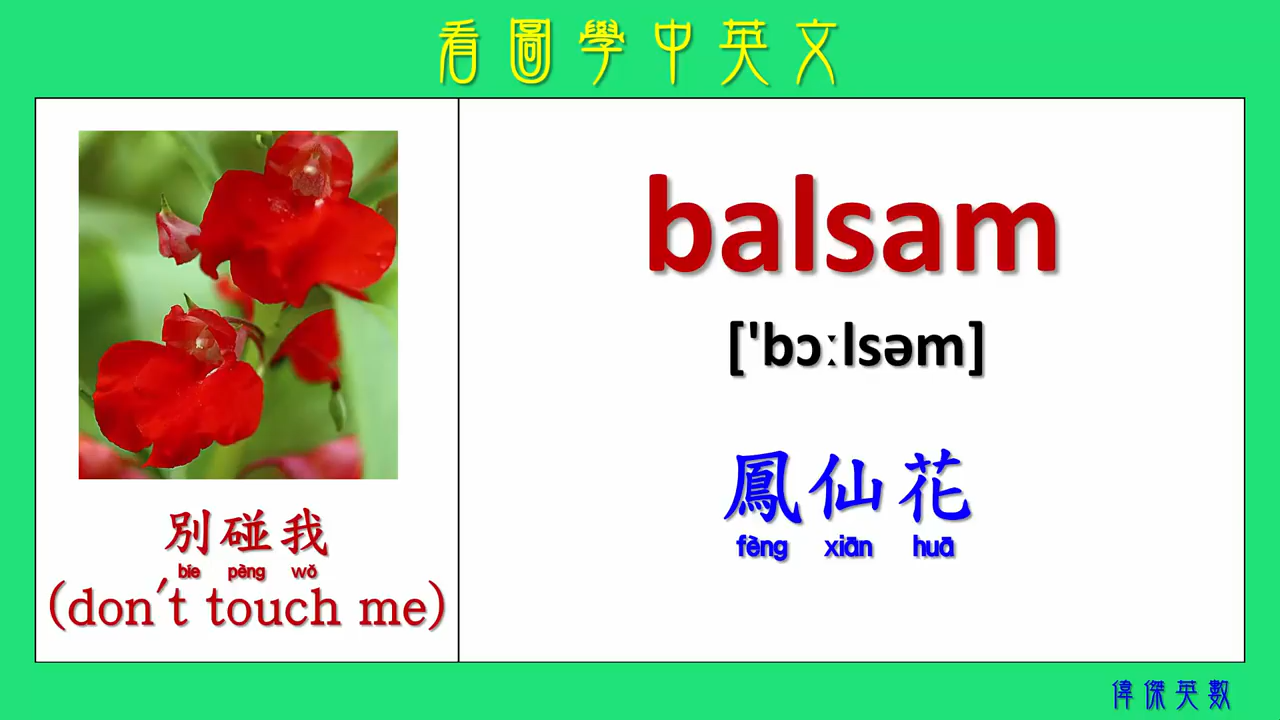 看圖學中英文
別碰我
bíe pèng wǒ
(don't touch me)
balsam
['bɔːlsəm]
鳳仙花
fèng xiān huā
偉傑英數